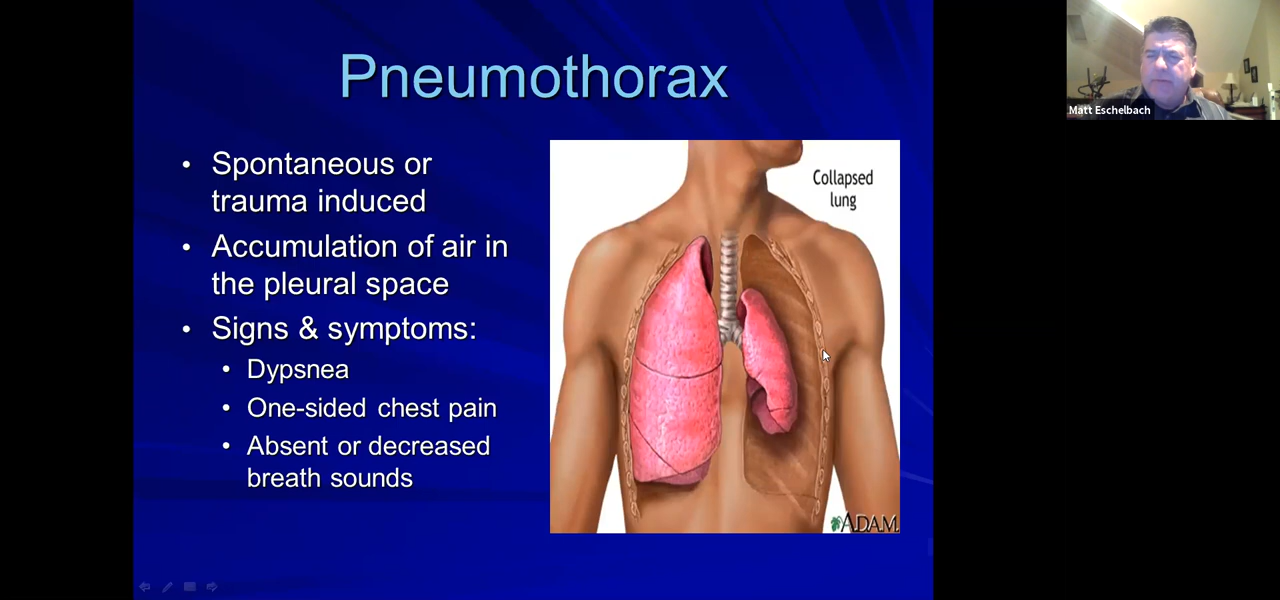 Pneumothorax
Matt Eschelbach
• Spontaneous or
trauma induced
• Accumulation of air in
the pleural space
• Signs & symptoms:
• Dypsnea
• One-sided chest pain
• Absent or decreased
breath sounds
Collapsed
lung
A.D.A.M.